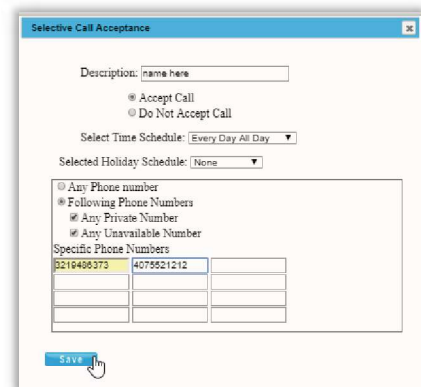 Selective Call Acceptance
Description: name here
Accept Call
Do Not Accept Call
Select Time Schedule: Every Day All Day
Selected Holiday Schedule: None
Any Phone number
Following Phone Numbers
Any Private Number
Any Unavailable Number
Specific Phone Numbers
3219486373 4075521212
Save